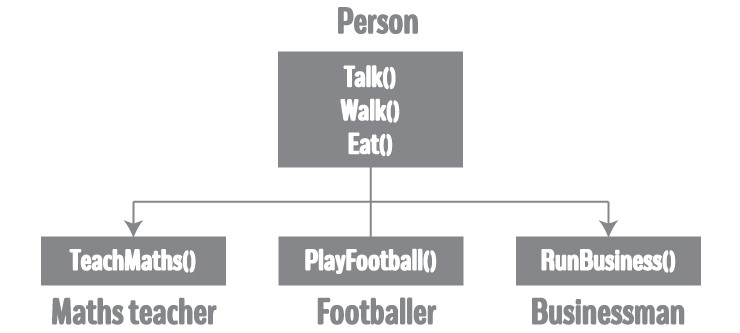 Person
Talk()
Walk()
Eat()
TeachMaths()
PlayFootball()
RunBusiness()
Maths teacher
Footballer
Businessman